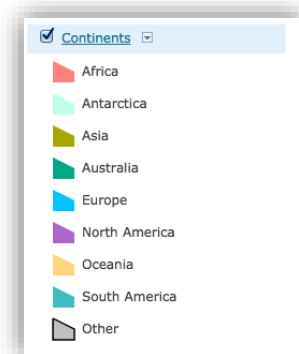 Continents
Africa
Antarctica
Asia
Australia
Europe
North America
Oceania
South America
Other